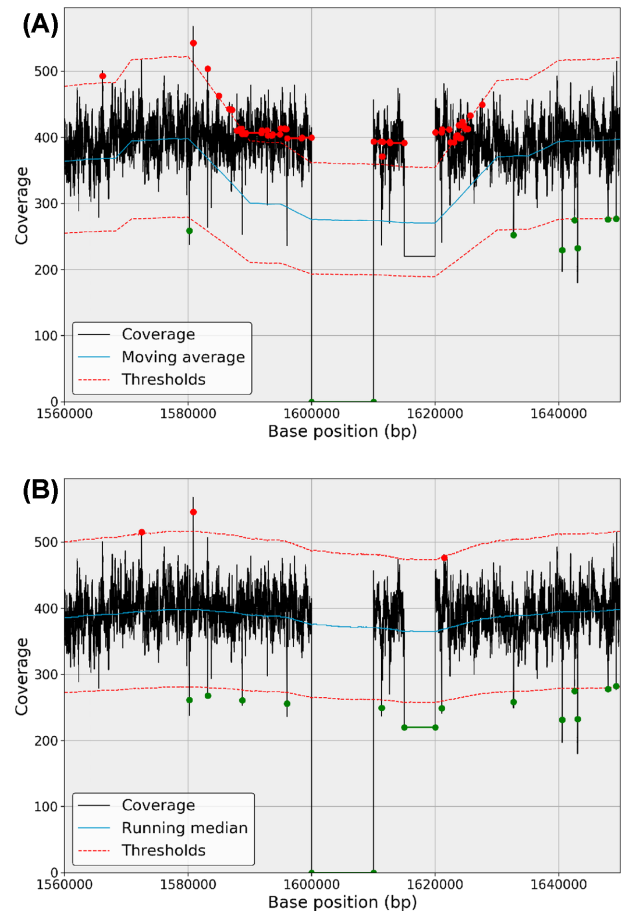 (A)
500
400
300
200
100
0
Coverage
Coverage
Moving average
Thresholds
1560000 1580000 1600000 1620000 1640000
Base position (bp)
(B)
500
400
300
200
100
0
Coverage
Coverage
Running median
Thresholds
1560000 1580000 1600000 1620000 1640000
Base position (bp)